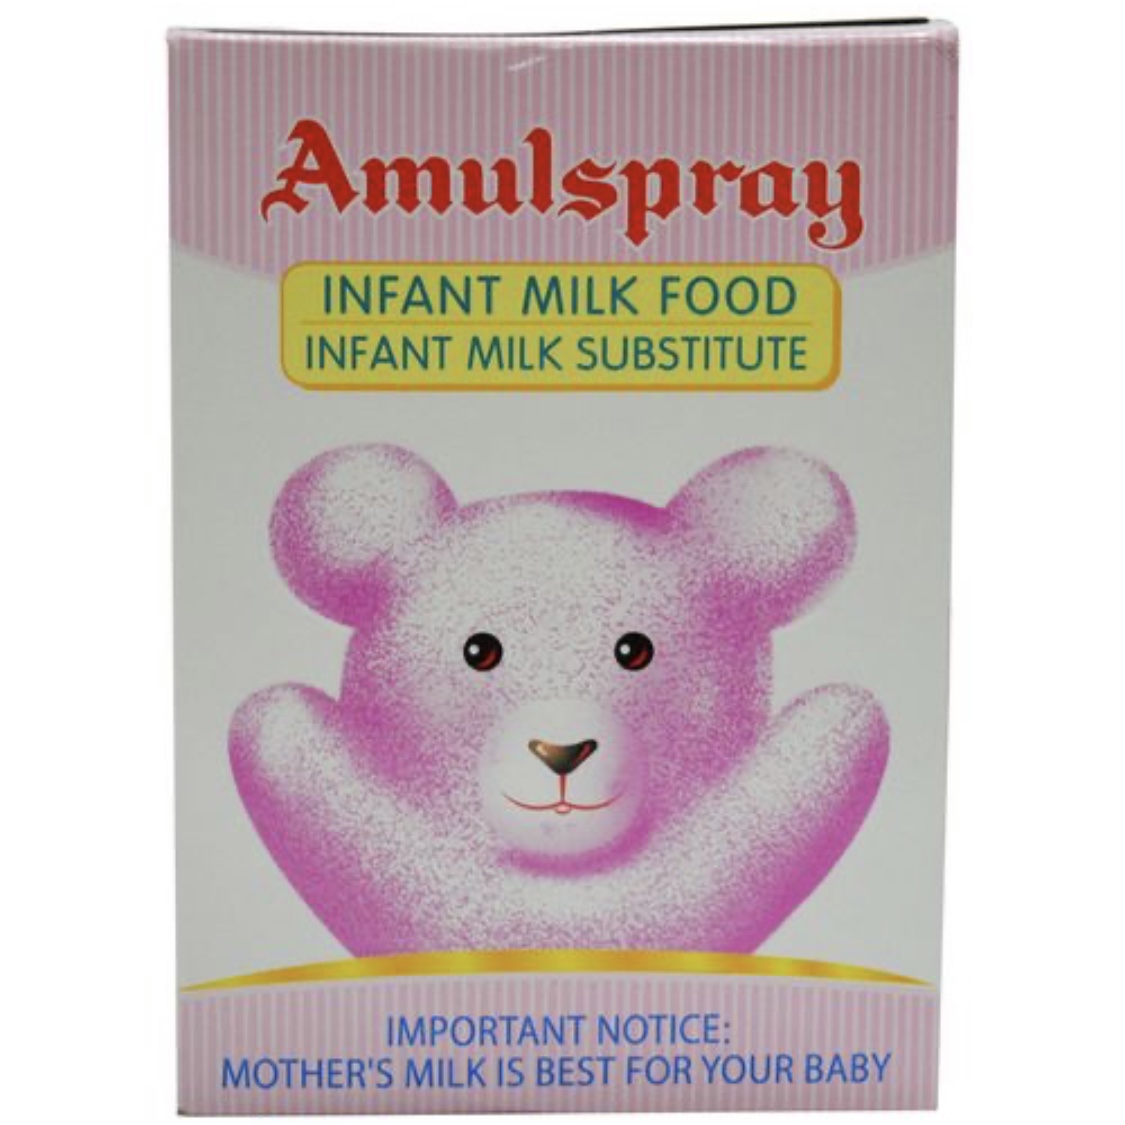 Amulspray
INFANT MILK FOOD
INFANT MILK SUBSTITUTE
IMPORTANT NOTICE:
MOTHER'S MILK IS BEST FOR YOUR BABY